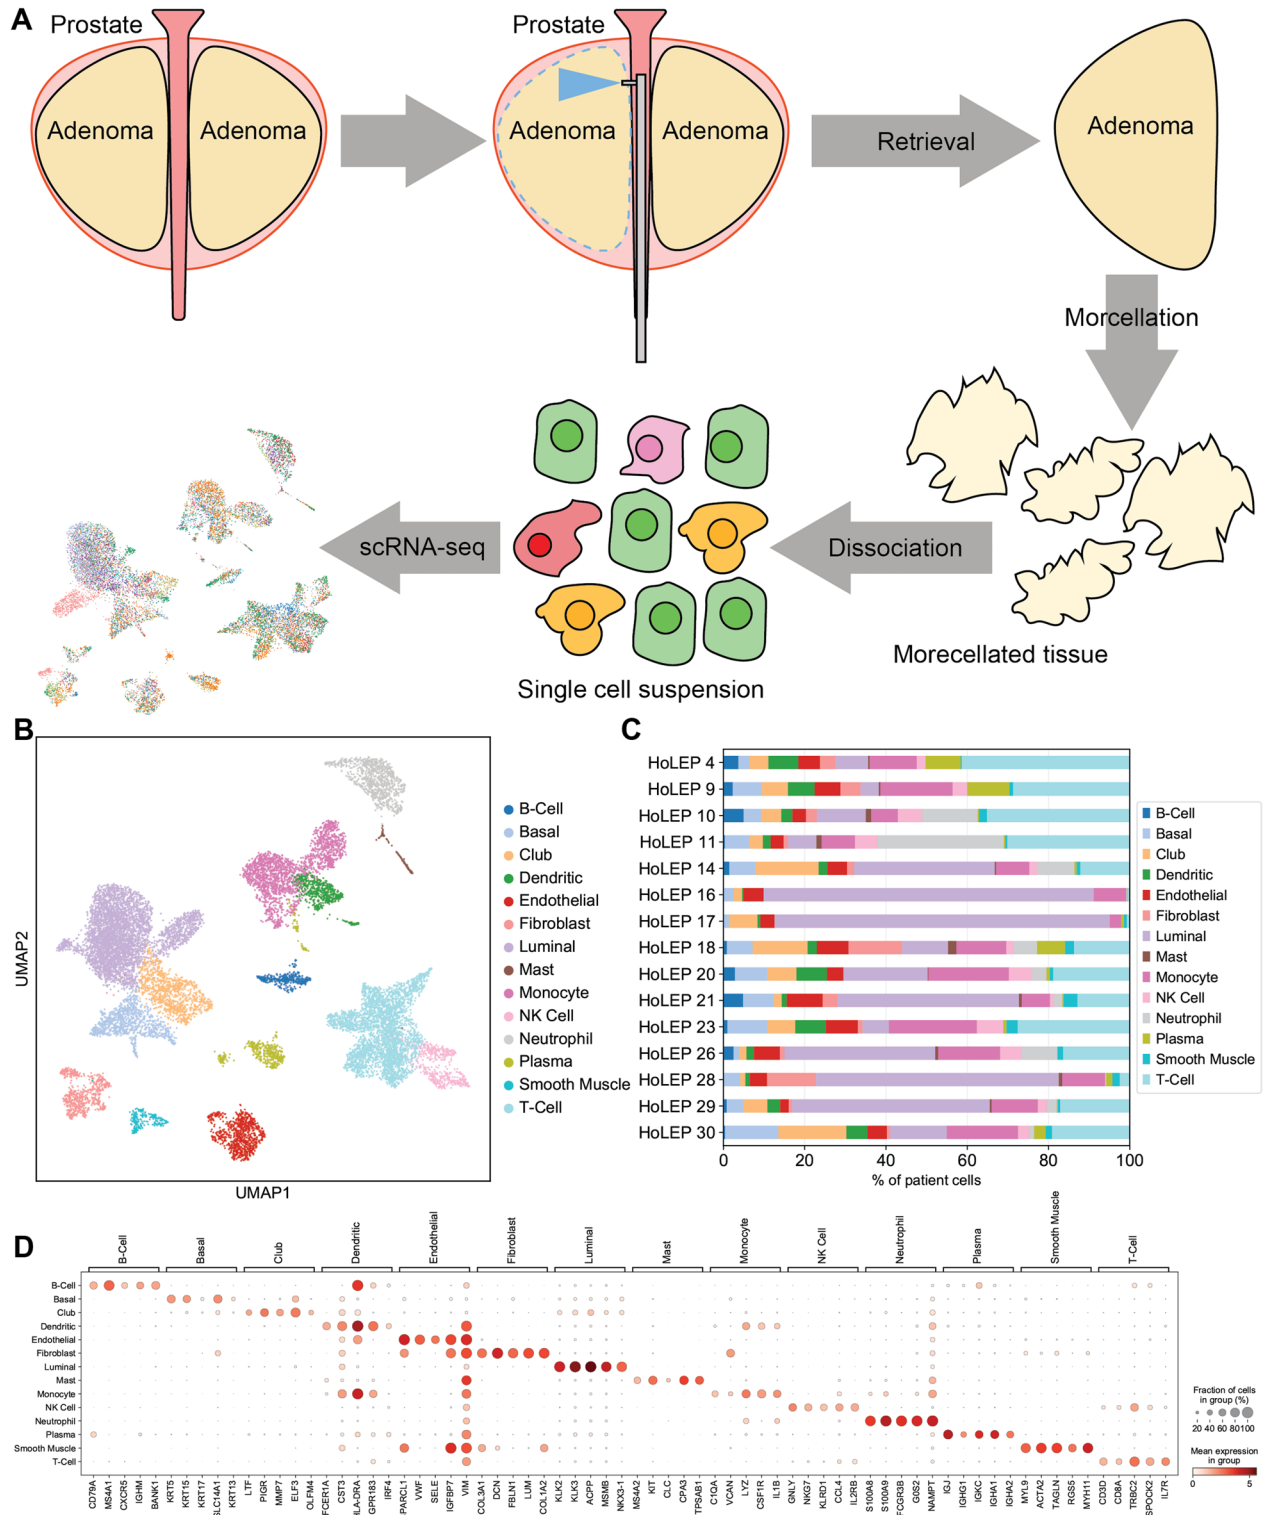 A
Prostate
Adenoma
Adenoma
Prostate
Adenoma
Adenoma
Retrieval
Adenoma
Morcellation
Morecellated tissue
Dissociation
Single cell suspension
scRNA-seq
B
UMAP2
UMAP1
B-Cell
Basal
Club
Dendritic
Endothelial
Fibroblast
Luminal
Mast
Monocyte
NK Cell
Neutrophil
Plasma
Smooth Muscle
T-Cell
C
HoLEP 4
HoLEP 9
HoLEP 10
HoLEP 11
HoLEP 14
HoLEP 16
HoLEP 17
HoLEP 18
HoLEP 20
HoLEP 21
HoLEP 23
HoLEP 26
HoLEP 28
HoLEP 29
HoLEP 30
0 20 40 60 80 100
% of patient cells
B-Cell
Basal
Club
Dendritic
Endothelial
Fibroblast
Luminal
Mast
Monocyte
NK Cell
Neutrophil
Plasma
Smooth Muscle
T-Cell
D
B-Cell
Basal
Club
Dendritic
Endothelial
Fibroblast
Luminal
Mast
Monocyte
NK Cell
Neutrophil
Plasma
Smooth Muscle
T-Cell
B-Cell
Basal
Club
Dendritic
Endothelial
Fibroblast
Luminal
Mast
Monocyte
NK Cell
Neutrophil
Plasma
Smooth Muscle
T-Cell
CD79A
MS4A1
CXCR5
IGHM
BANK1
KRT5
KRT15
KRT17
SLC14A1
KRT13
LTF
PIGR
MMP7
ELF3
OLFM4
FCER1A
CST3
HLA-DRA
GPR183
IRF4
PARCL1
VWF
SELE
IGFBP7
VIM
COL3A1
DCN
FBLN1
LUM
COL1A2
KLK2
KLK3
ACPP
MSMB
NKX3-1
MS4A2
KIT
CLC
CPA3
TPSAB1
C1QA
VCAN
LYZ
CSF1R
IL1B
GNLY
NKG7
KLRD1
CCL4
IL2RB
S100A8
S100A9
FCGR3B
G0S2
NAMPT
IGJ
IGHG1
IGKC
IGHA1
IGHA2
MYL9
ACTA2
TAGLN
RGS5
MYH11
CD3D
CD8A
TRBC2
SPOCK2
IL7R
Fraction of cells
in group (%)
20 40 60 80 100
Mean expression
in group
0 5